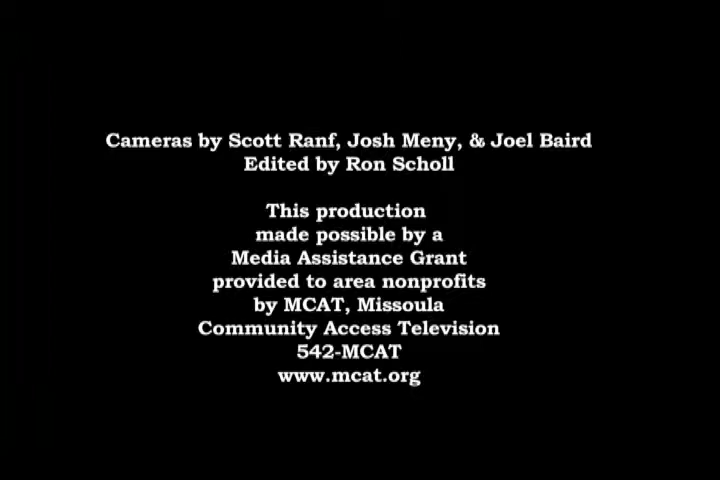 Cameras by Scott Ranf, Josh Meny, & Joel Baird
Edited by Ron Scholl
This production
made possible by a
Media Assistance Grant
provided to area nonprofits
by MCAT, Missoula
Community Access Television
542-MCAT
www.mcat.org